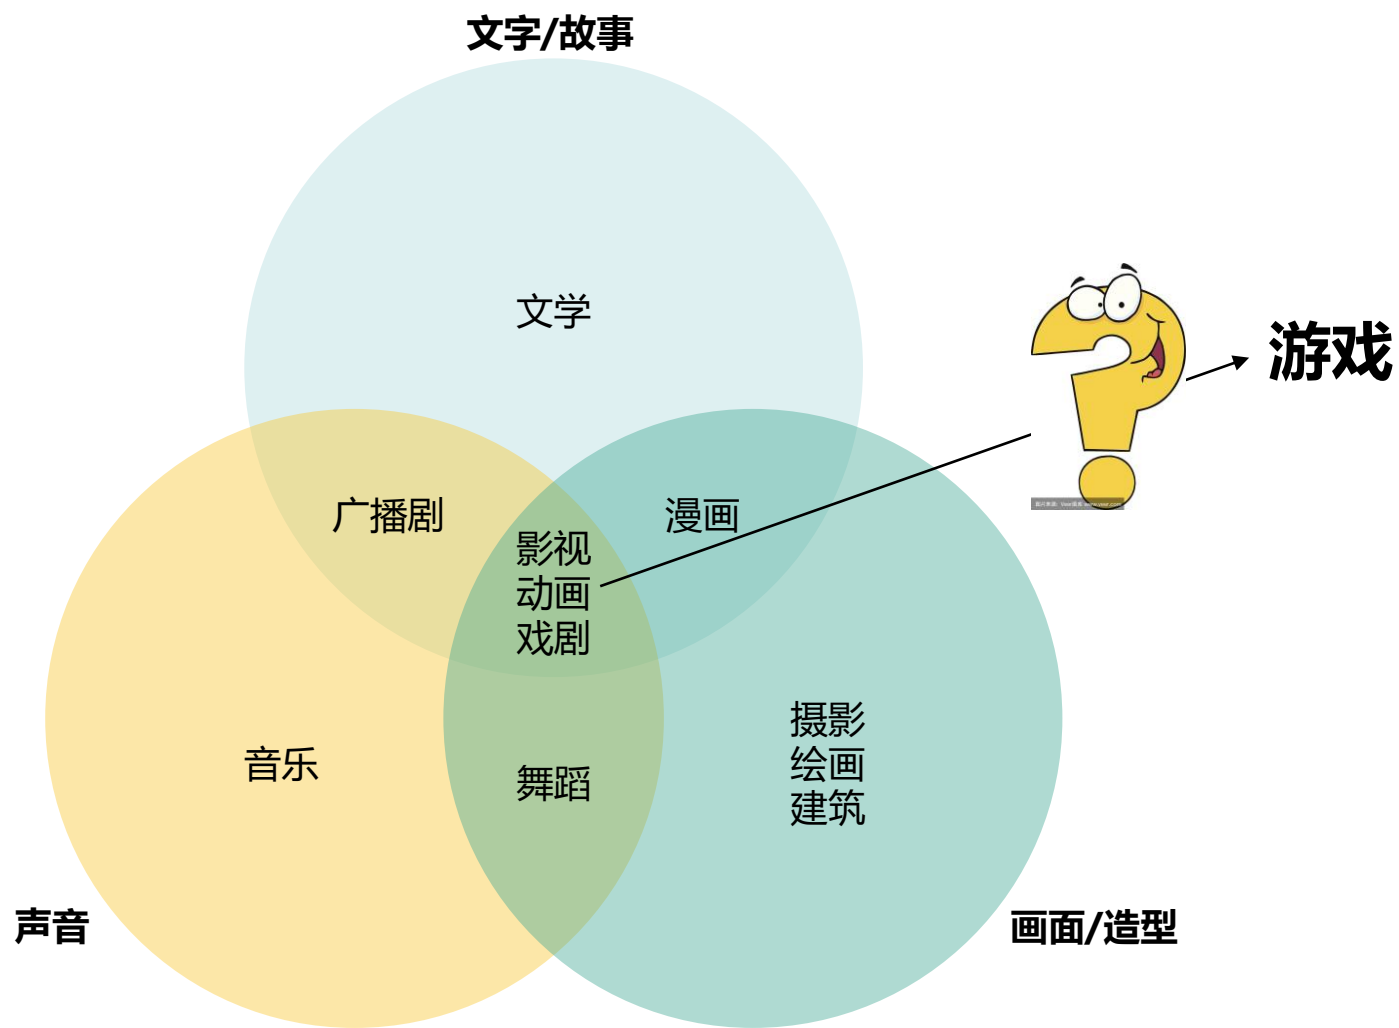 文字/故事
文学
游戏
广播剧
漫画
影视
动画
戏剧
摄影
绘画
建筑
音乐
舞蹈
声音
画面/造型